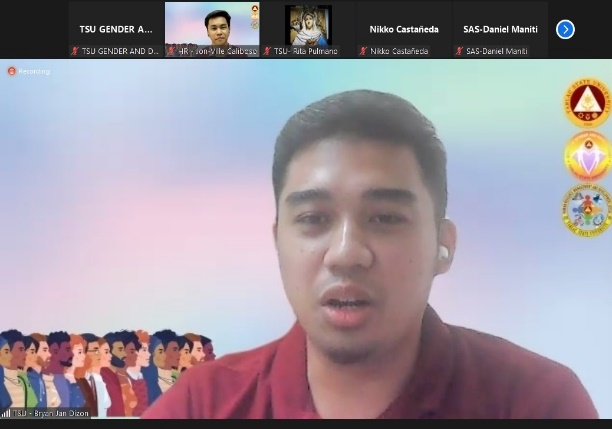 TSU GENDER A...
Nikko Castañeda
SAS-Daniel Maniti
TSU GENDER AND D...
HR - Jon-Ville Caliboso
TSU- Rita Pulmano
Nikko Castañeda
SAS-Daniel Maniti
Recording
TSU - Bryan Jan Dizon